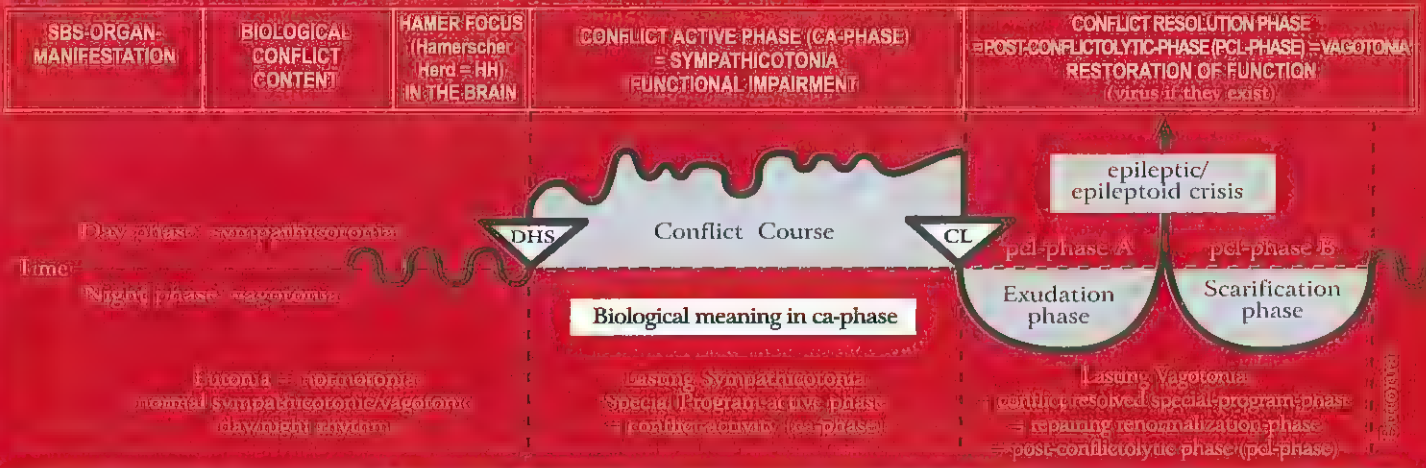 SBS-ORGAN-
MANIFESTATION
BIOLOGICAL
CONFLICT
CONTENT
HAMER FOCUS
(Hamerscher
Herd = HH)
IN THE BRAIN
CONFLICT ACTIVE PHASE (CA-PHASE)
= SYMPATHICOTONIA
FUNCTIONAL IMPAIRMENT
CONFLICT RESOLUTION PHASE
=POST-CONFLICTOLYTIC-PHASE (PCL-PHASE) =VAGOTONIA
RESTORATION OF FUNCTION
(virus if they exist)
epileptic/
epileptoid crisis
Day phase: sympathicotonia
DHS
Conflict Course
CL
pcl-phase A
pcl-phase B
Time
Night phase: vagotonia
Exudation
phase
Scarification
phase
Biological meaning in ca-phase
Eutonia = normotonia
normal sympathicotonic/vagotonic
day/night rhythm
Lasting Sympathicotonia
Special Program-active phase
= conflict activity (ca-phase)
Lasting Vagotonia
conflict resolved special-program-phase
= repairing renormalization-phase
= post-conflictolytic phase (pcl-phase)